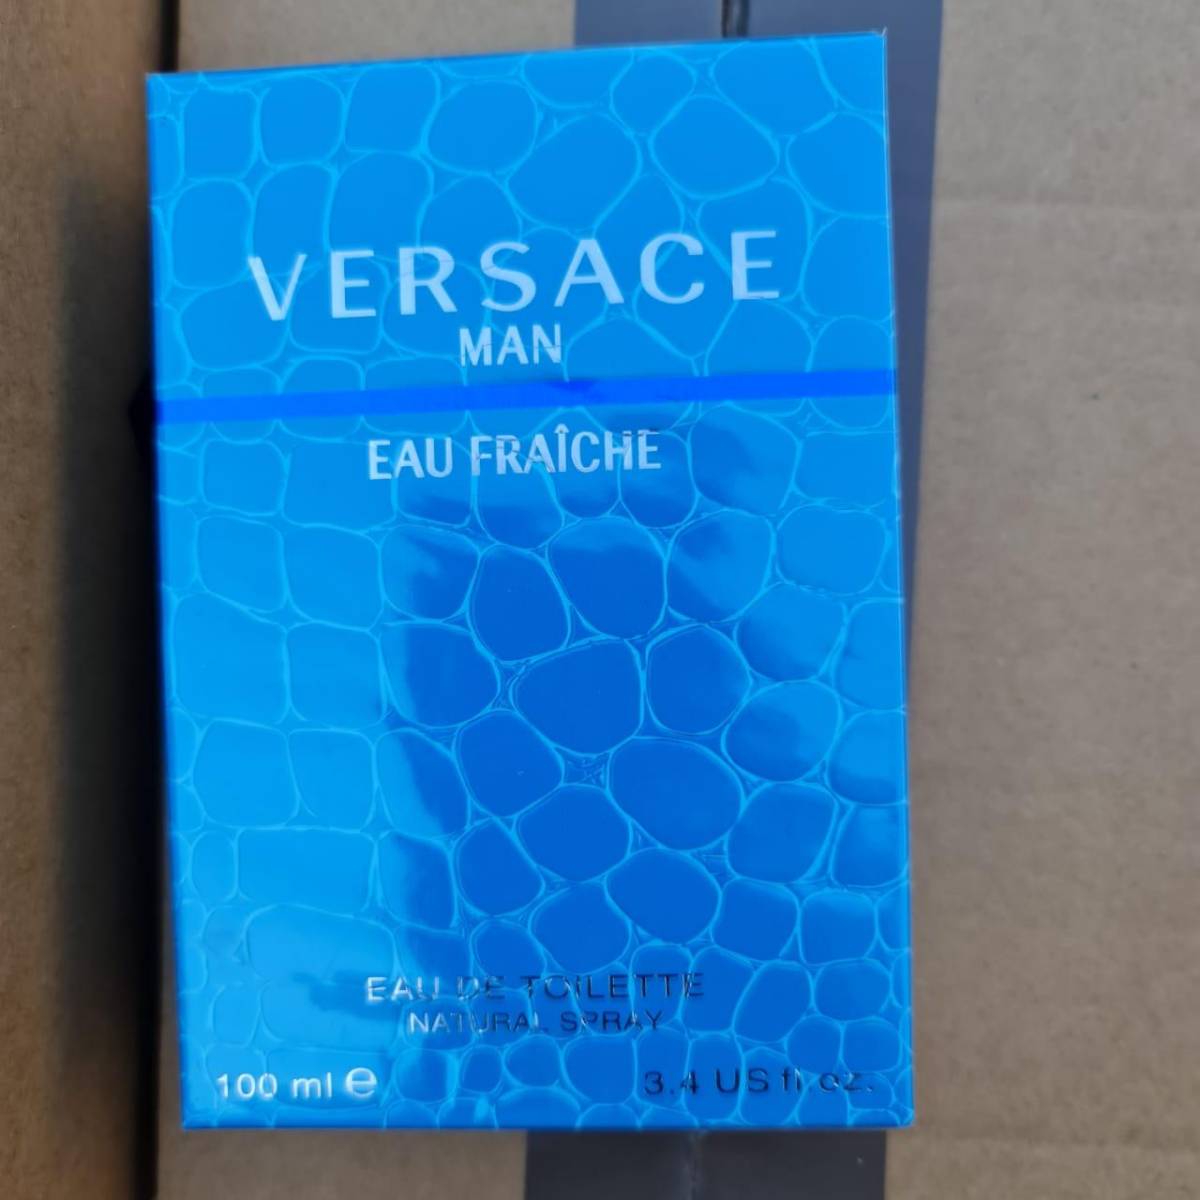 VERSACE
MAN
EAU FRAÎCHE
EAU DE TOILETTE
NATURAL SPRAY
100 ml ℮ 3.4 US fl oz.